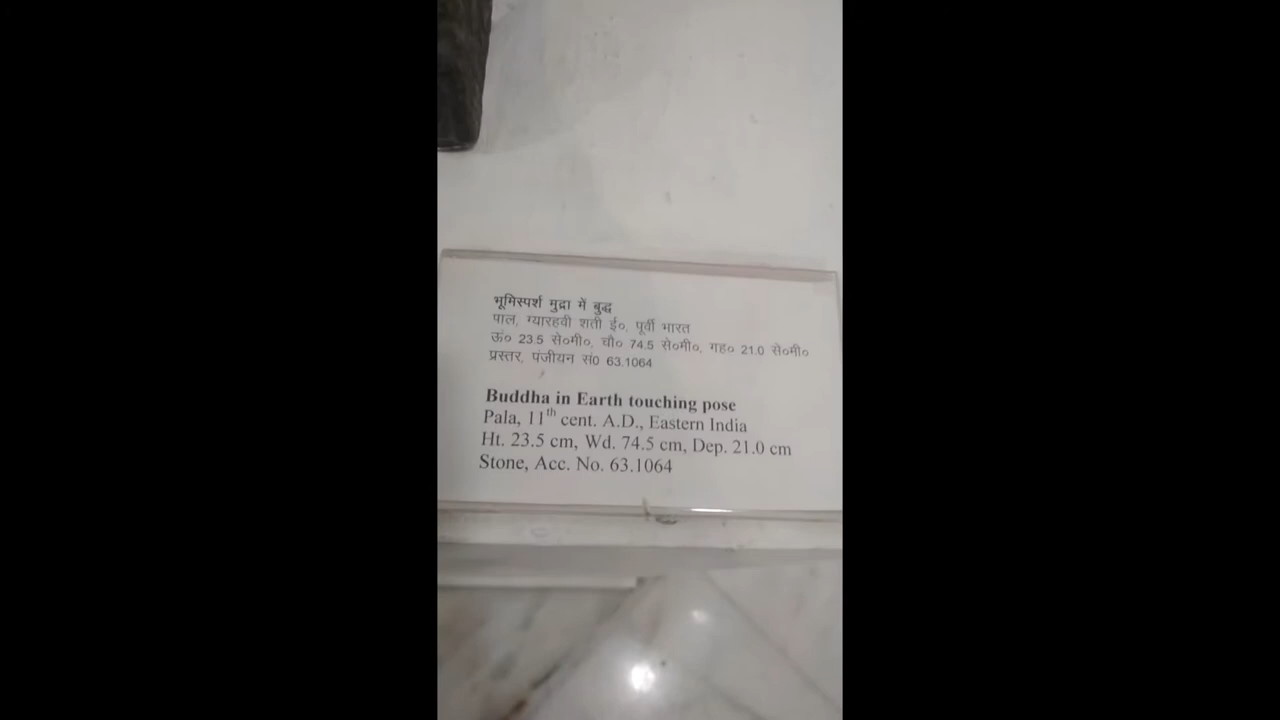 भूमिस्पर्श मुद्रा में बुद्ध
पाल, ग्यारहवी शती ई०, पूर्वी भारत
ऊं० 23.5 से०मी०, चौ० 74.5 से०मी०, गह० 21.0 से०मी०
प्रस्तर, पंजीयन सं0 63.1064
Buddha in Earth touching pose
Pala, 11th cent. A.D., Eastern India
Ht. 23.5 cm, Wd. 74.5 cm, Dep. 21.0 cm
Stone, Acc. No. 63.1064